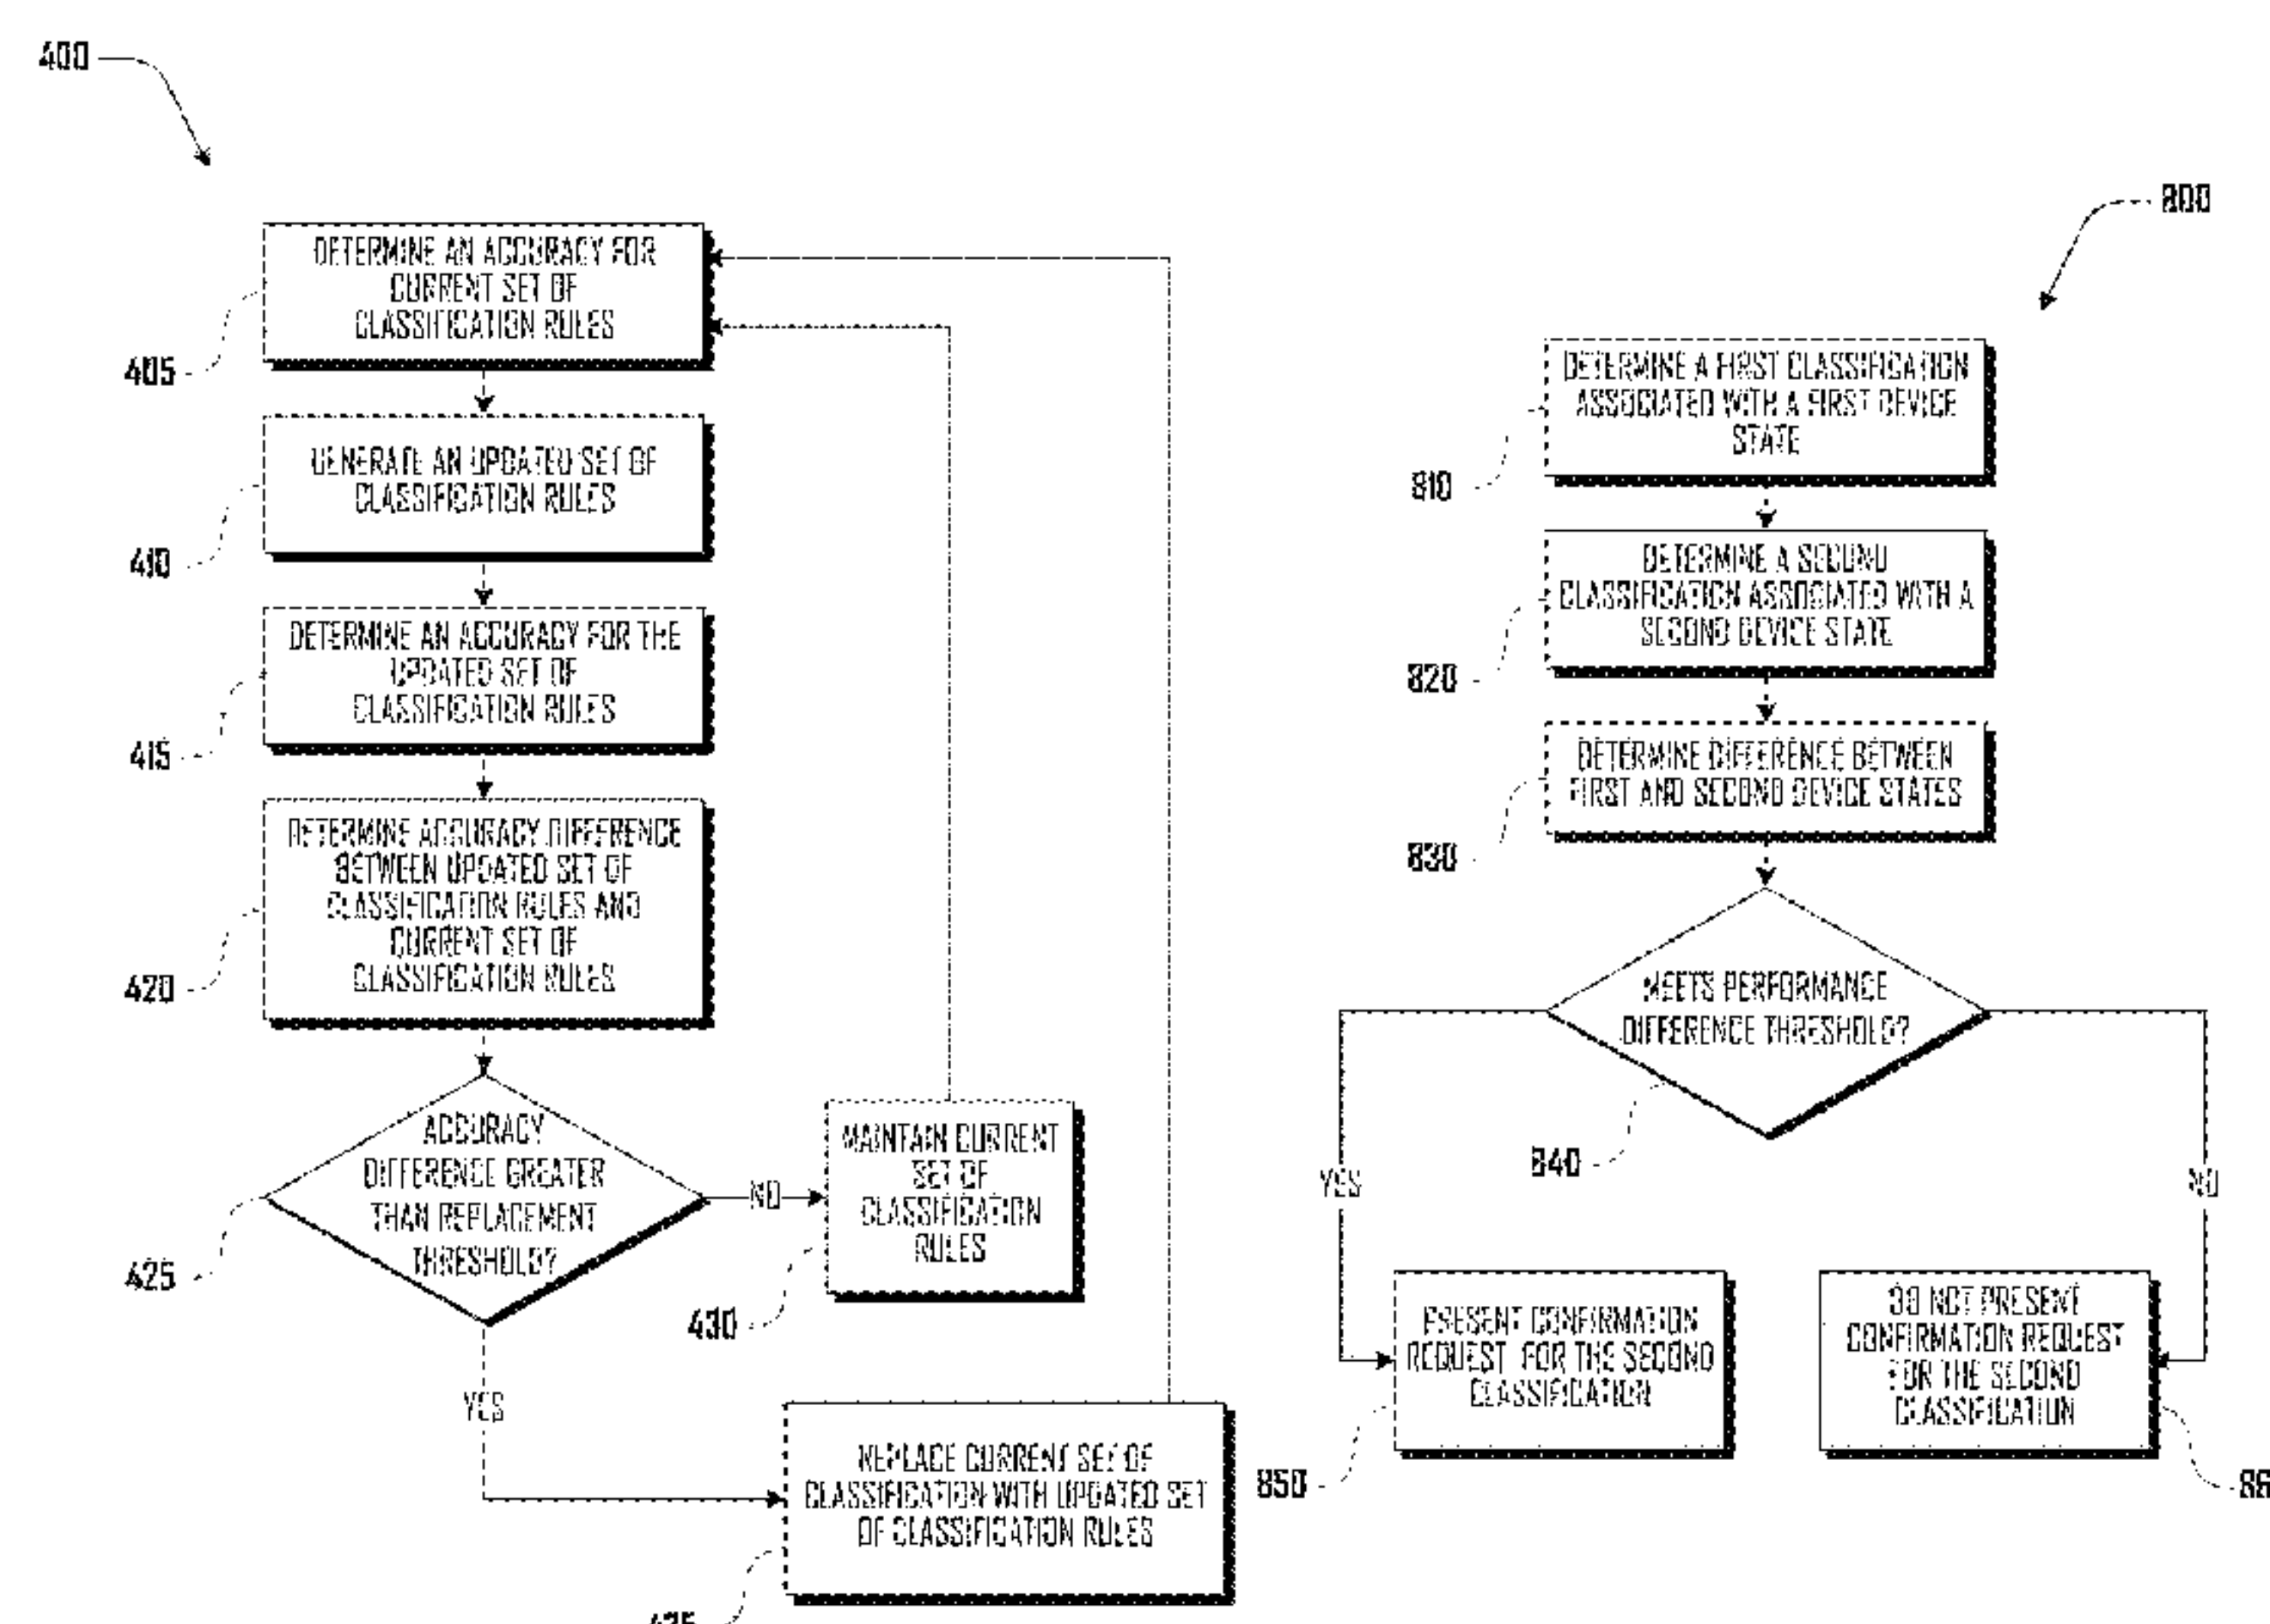 400
DETERMINE AN ACCURACY FOR
CURRENT SET OF
CLASSIFICATION RULES
405
GENERATE AN UPDATED SET OF
CLASSIFICATION RULES
410
DETERMINE AN ACCURACY FOR THE
UPDATED SET OF
CLASSIFICATION RULES
415
DETERMINE ACCURACY DIFFERENCE
BETWEEN UPDATED SET OF
CLASSIFICATION RULES AND
CURRENT SET OF
CLASSIFICATION RULES
420
ACCURACY
DIFFERENCE GREATER
THAN REPLACEMENT
THRESHOLD?
425
NO
MAINTAIN CURRENT
SET OF
CLASSIFICATION
RULES
430
YES
REPLACE CURRENT SET OF
CLASSIFICATION WITH UPDATED SET
OF CLASSIFICATION RULES
435
800
DETERMINE A FIRST CLASSIFICATION
ASSOCIATED WITH A FIRST DEVICE
STATE
810
DETERMINE A SECOND
CLASSIFICATION ASSOCIATED WITH A
SECOND DEVICE STATE
820
DETERMINE DIFFERENCE BETWEEN
FIRST AND SECOND DEVICE STATES
830
MEETS PERFORMANCE
DIFFERENCE THRESHOLD?
840
YES
NO
PRESENT CONFIRMATION
REQUEST FOR THE SECOND
CLASSIFICATION
850
DO NOT PRESENT
CONFIRMATION REQUEST
FOR THE SECOND
CLASSIFICATION